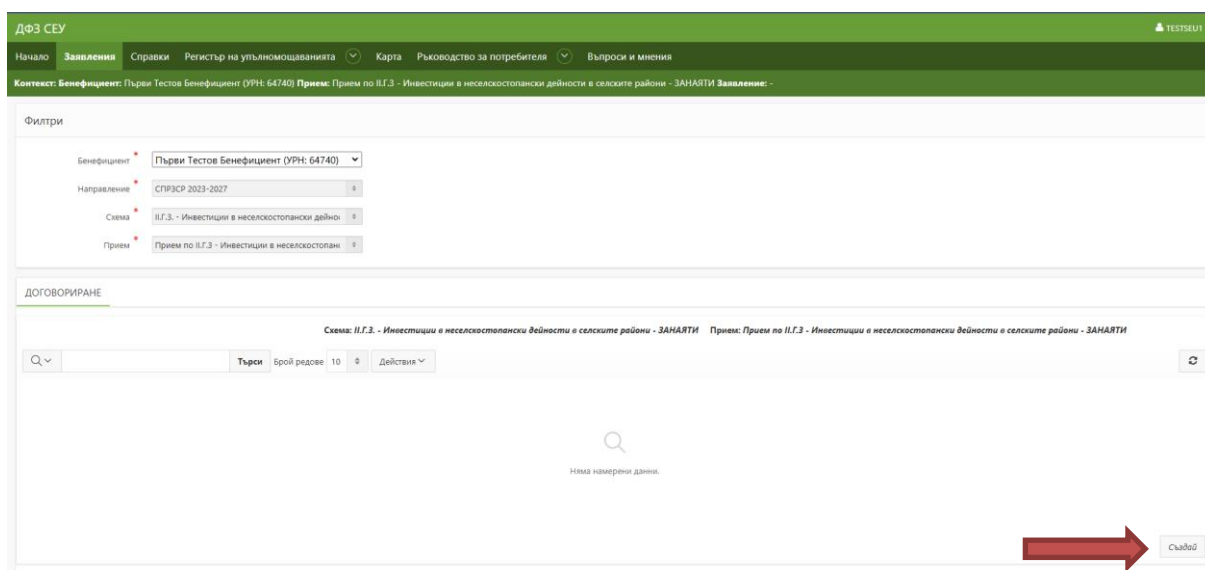 ДФЗ СЕУ TESTSEU1
Начало Заявления Справки Регистър на упълномощаванията Карта Ръководство за потребителя Въпроси и мнения
Контекст: Бенефициент: Първи Тестов Бенефициент (УРН: 64740) Прием: Прием по II.Г.3 - Инвестиции в неселскостопански дейности в селските райони - ЗАНАЯТИ Заявление: -
Филтри
Бенефициент * Първи Тестов Бенефициент (УРН: 64740)
Направление * СПРЗСР 2023-2027
Схема * II.Г.3. - Инвестиции в неселскостопански дейно
Прием * Прием по II.Г.3 - Инвестиции в неселскостопан
ДОГОВОРИРАНЕ
Схема: II.Г.3. - Инвестиции в неселскостопански дейности в селските райони - ЗАНАЯТИ Прием: Прием по II.Г.3 - Инвестиции в неселскостопански дейности в селските райони - ЗАНАЯТИ
Търси Брой редове 10 Действия
Няма намерени данни.
Създай